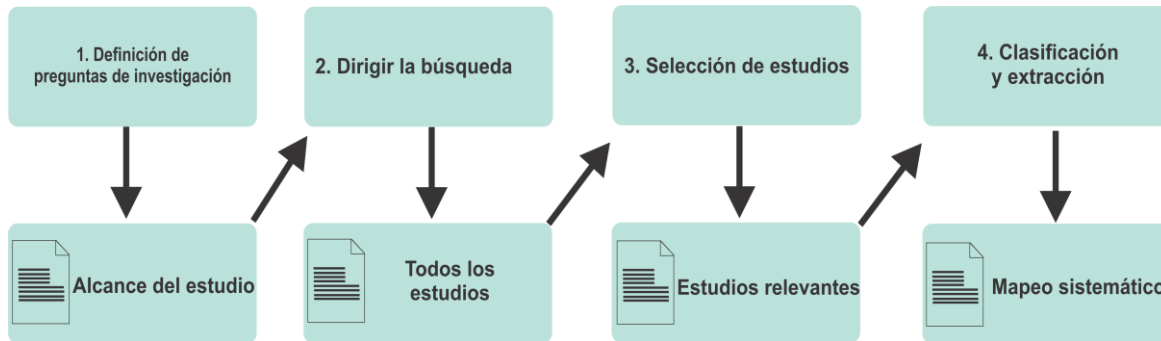 1. Definición de
preguntas de investigación
2. Dirigir la búsqueda
3. Selección de estudios
4. Clasificación
y extracción
Alcance del estudio
Todos los
estudios
Estudios relevantes
Mapeo sistemático